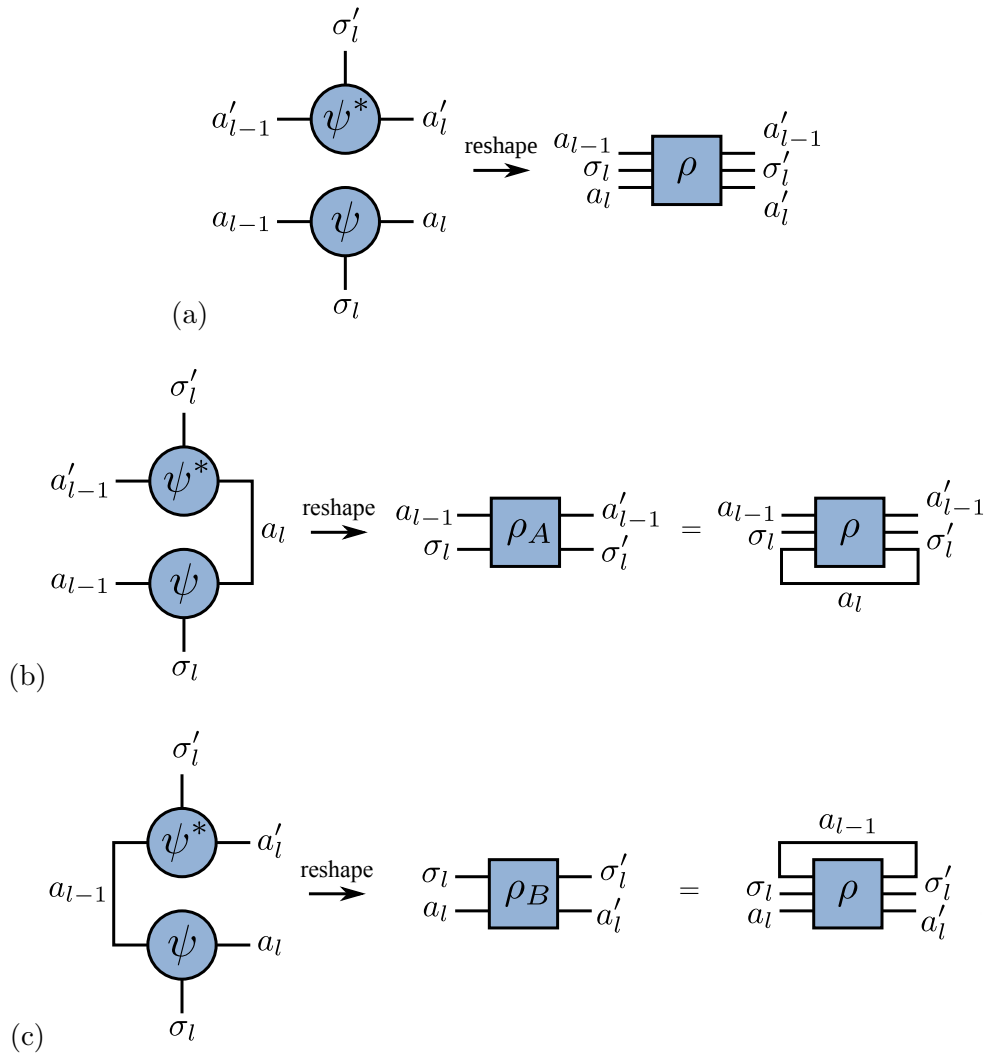 σ′_l
a′_{l−1} ψ* a′_l
reshape
a_{l−1} ψ a_l
σ_l
a_{l−1} a′_{l−1}
σ_l ρ σ′_l
a_l a′_l
(a)
σ′_l
a′_{l−1} ψ*
a_l
a_{l−1} ψ
σ_l
reshape
a_{l−1} ρ_A a′_{l−1}
σ_l σ′_l
=
a_{l−1} ρ a′_{l−1}
σ_l σ′_l
a_l
(b)
σ′_l
ψ* a′_l
a_{l−1}
ψ a_l
σ_l
reshape
σ_l ρ_B σ′_l
a_l a′_l
=
a_{l−1}
σ_l ρ σ′_l
a_l a′_l
(c)